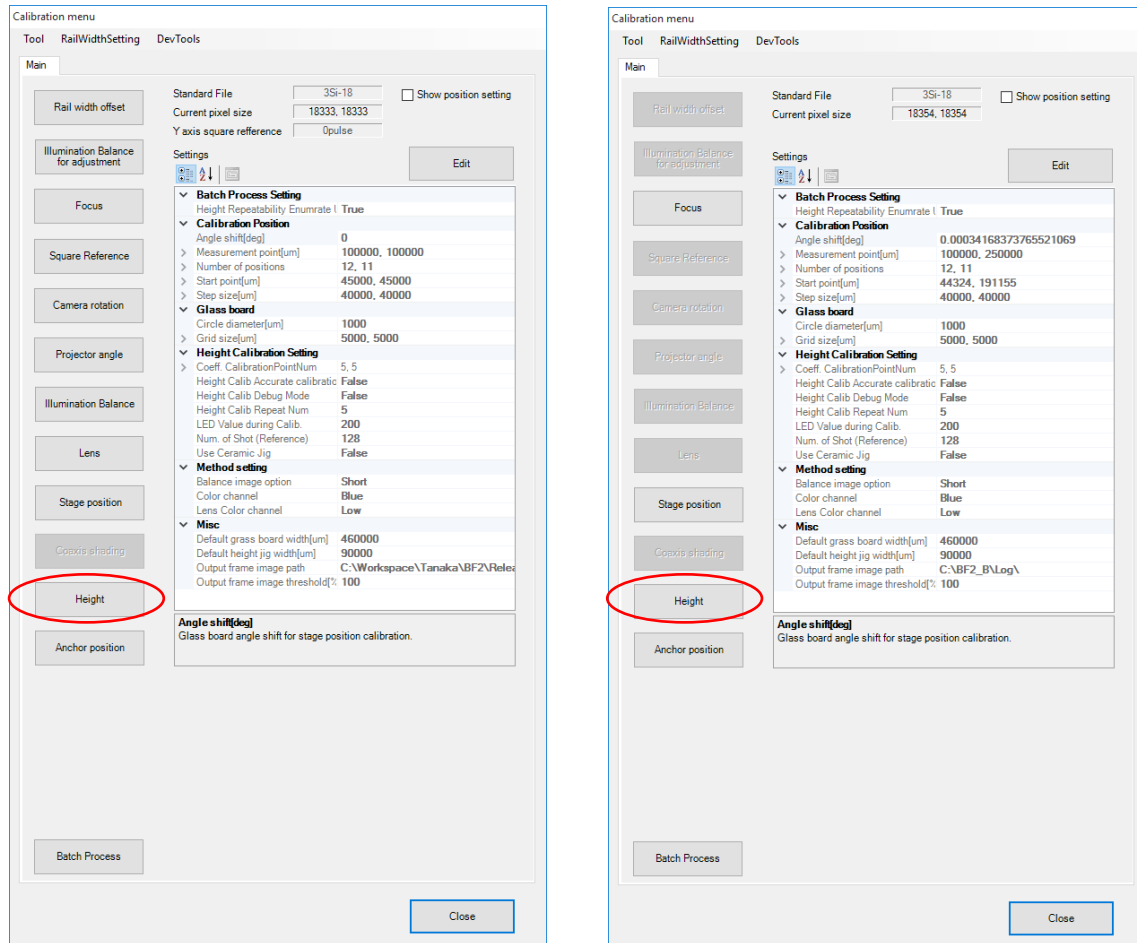 Calibration menu
Tool RailWidthSetting DevTools
Main
Rail width offset
Illumination Balance
for adjustment
Focus
Square Reference
Camera rotation
Projector angle
Illumination Balance
Lens
Stage position
Coaxis shading
Height
Anchor position
Batch Process
Standard File 3Si-18 Show position setting
Current pixel size 18333, 18333
Y axis square refference 0pulse
Settings
Edit
Batch Process Setting
Height Repeatability Enumrate True
Calibration Position
Angle shift[deg] 0
Measurement point[um] 100000, 100000
Number of positions 12, 11
Start point[um] 45000, 45000
Step size[um] 40000, 40000
Glass board
Circle diameter[um] 1000
Grid size[um] 5000, 5000
Height Calibration Setting
Coeff. CalibrationPointNum 5, 5
Height Calib Accurate calibratic False
Height Calib Debug Mode False
Height Calib Repeat Num 5
LED Value during Calib. 200
Num. of Shot (Reference) 128
Use Ceramic Jig False
Method setting
Balance image option Short
Color channel Blue
Lens Color channel Low
Misc
Default grass board width[um] 460000
Default height jig width[um] 90000
Output frame image path C:\Workspace\Tanaka\BF2\Relea
Output frame image threshold[% 100
Angle shift[deg]
Glass board angle shift for stage position calibration.
Close
Calibration menu
Tool RailWidthSetting DevTools
Main
Rail width offset
Illumination Balance
for adjustment
Focus
Square Reference
Camera rotation
Projector angle
Illumination Balance
Lens
Stage position
Coaxis shading
Height
Anchor position
Batch Process
Standard File 3Si-18 Show position setting
Current pixel size 18354, 18354
Settings
Edit
Batch Process Setting
Height Repeatability Enumrate True
Calibration Position
Angle shift[deg] 0.00034168373765521069
Measurement point[um] 100000, 250000
Number of positions 12, 11
Start point[um] 44324, 191155
Step size[um] 40000, 40000
Glass board
Circle diameter[um] 1000
Grid size[um] 5000, 5000
Height Calibration Setting
Coeff. CalibrationPointNum 5, 5
Height Calib Accurate calibratic False
Height Calib Debug Mode False
Height Calib Repeat Num 5
LED Value during Calib. 200
Num. of Shot (Reference) 128
Use Ceramic Jig False
Method setting
Balance image option Short
Color channel Blue
Lens Color channel Low
Misc
Default grass board width[um] 460000
Default height jig width[um] 90000
Output frame image path C:\BF2_B\Log\
Output frame image threshold[% 100
Angle shift[deg]
Glass board angle shift for stage position calibration.
Close